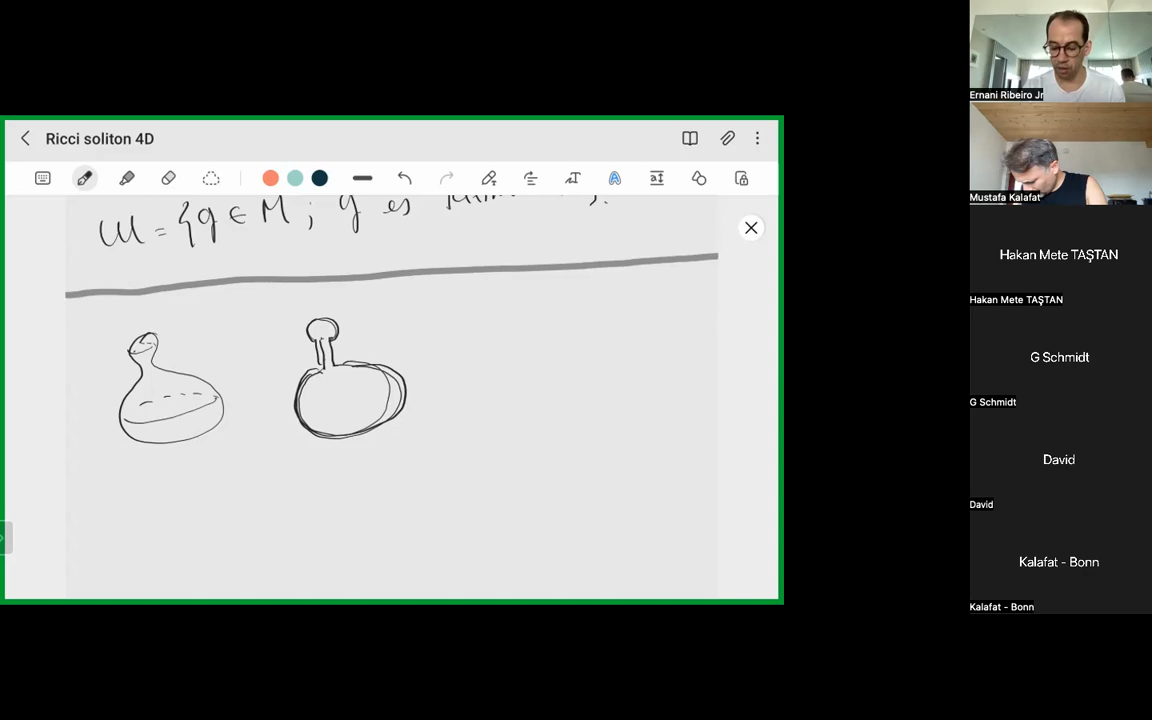 Ricci soliton 4D
M = {g ∈ M ; g es
Ernani Ribeiro Jr
Mustafa Kalafat
Hakan Mete TAŞTAN
Hakan Mete TAŞTAN
G Schmidt
G Schmidt
David
David
Kalafat - Bonn
Kalafat - Bonn